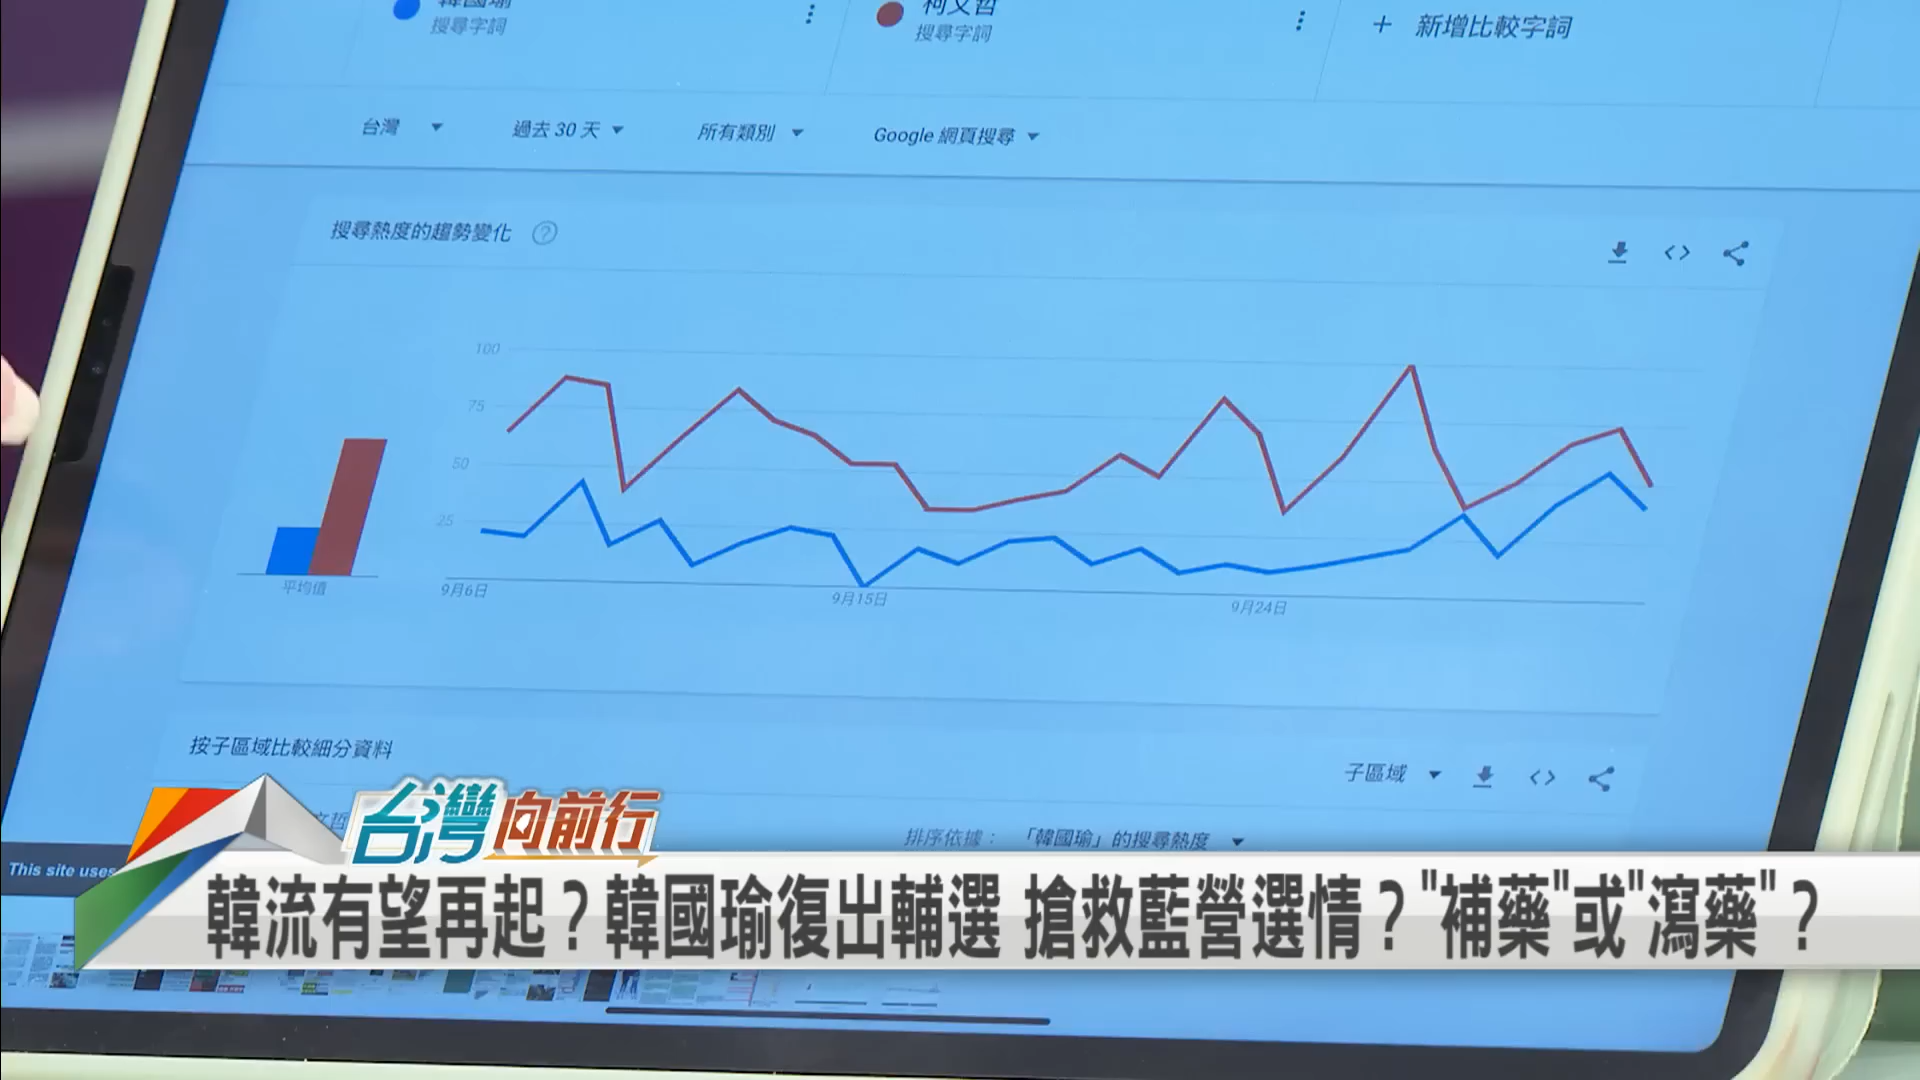 韓國瑜
搜尋字詞
柯文哲
搜尋字詞
+ 新增比較字詞
台灣
過去 30 天
所有類別
Google 網頁搜尋
搜尋熱度的趨勢變化 ?
100
75
50
25
平均值
9月6日
9月15日
9月24日
按子區域比較細分資料
子區域
文哲
排序依據：
「韓國瑜」的搜尋熱度
台灣向前行
This site uses
韓流有望再起？韓國瑜復出輔選 搶救藍營選情？"補藥"或"瀉藥"？